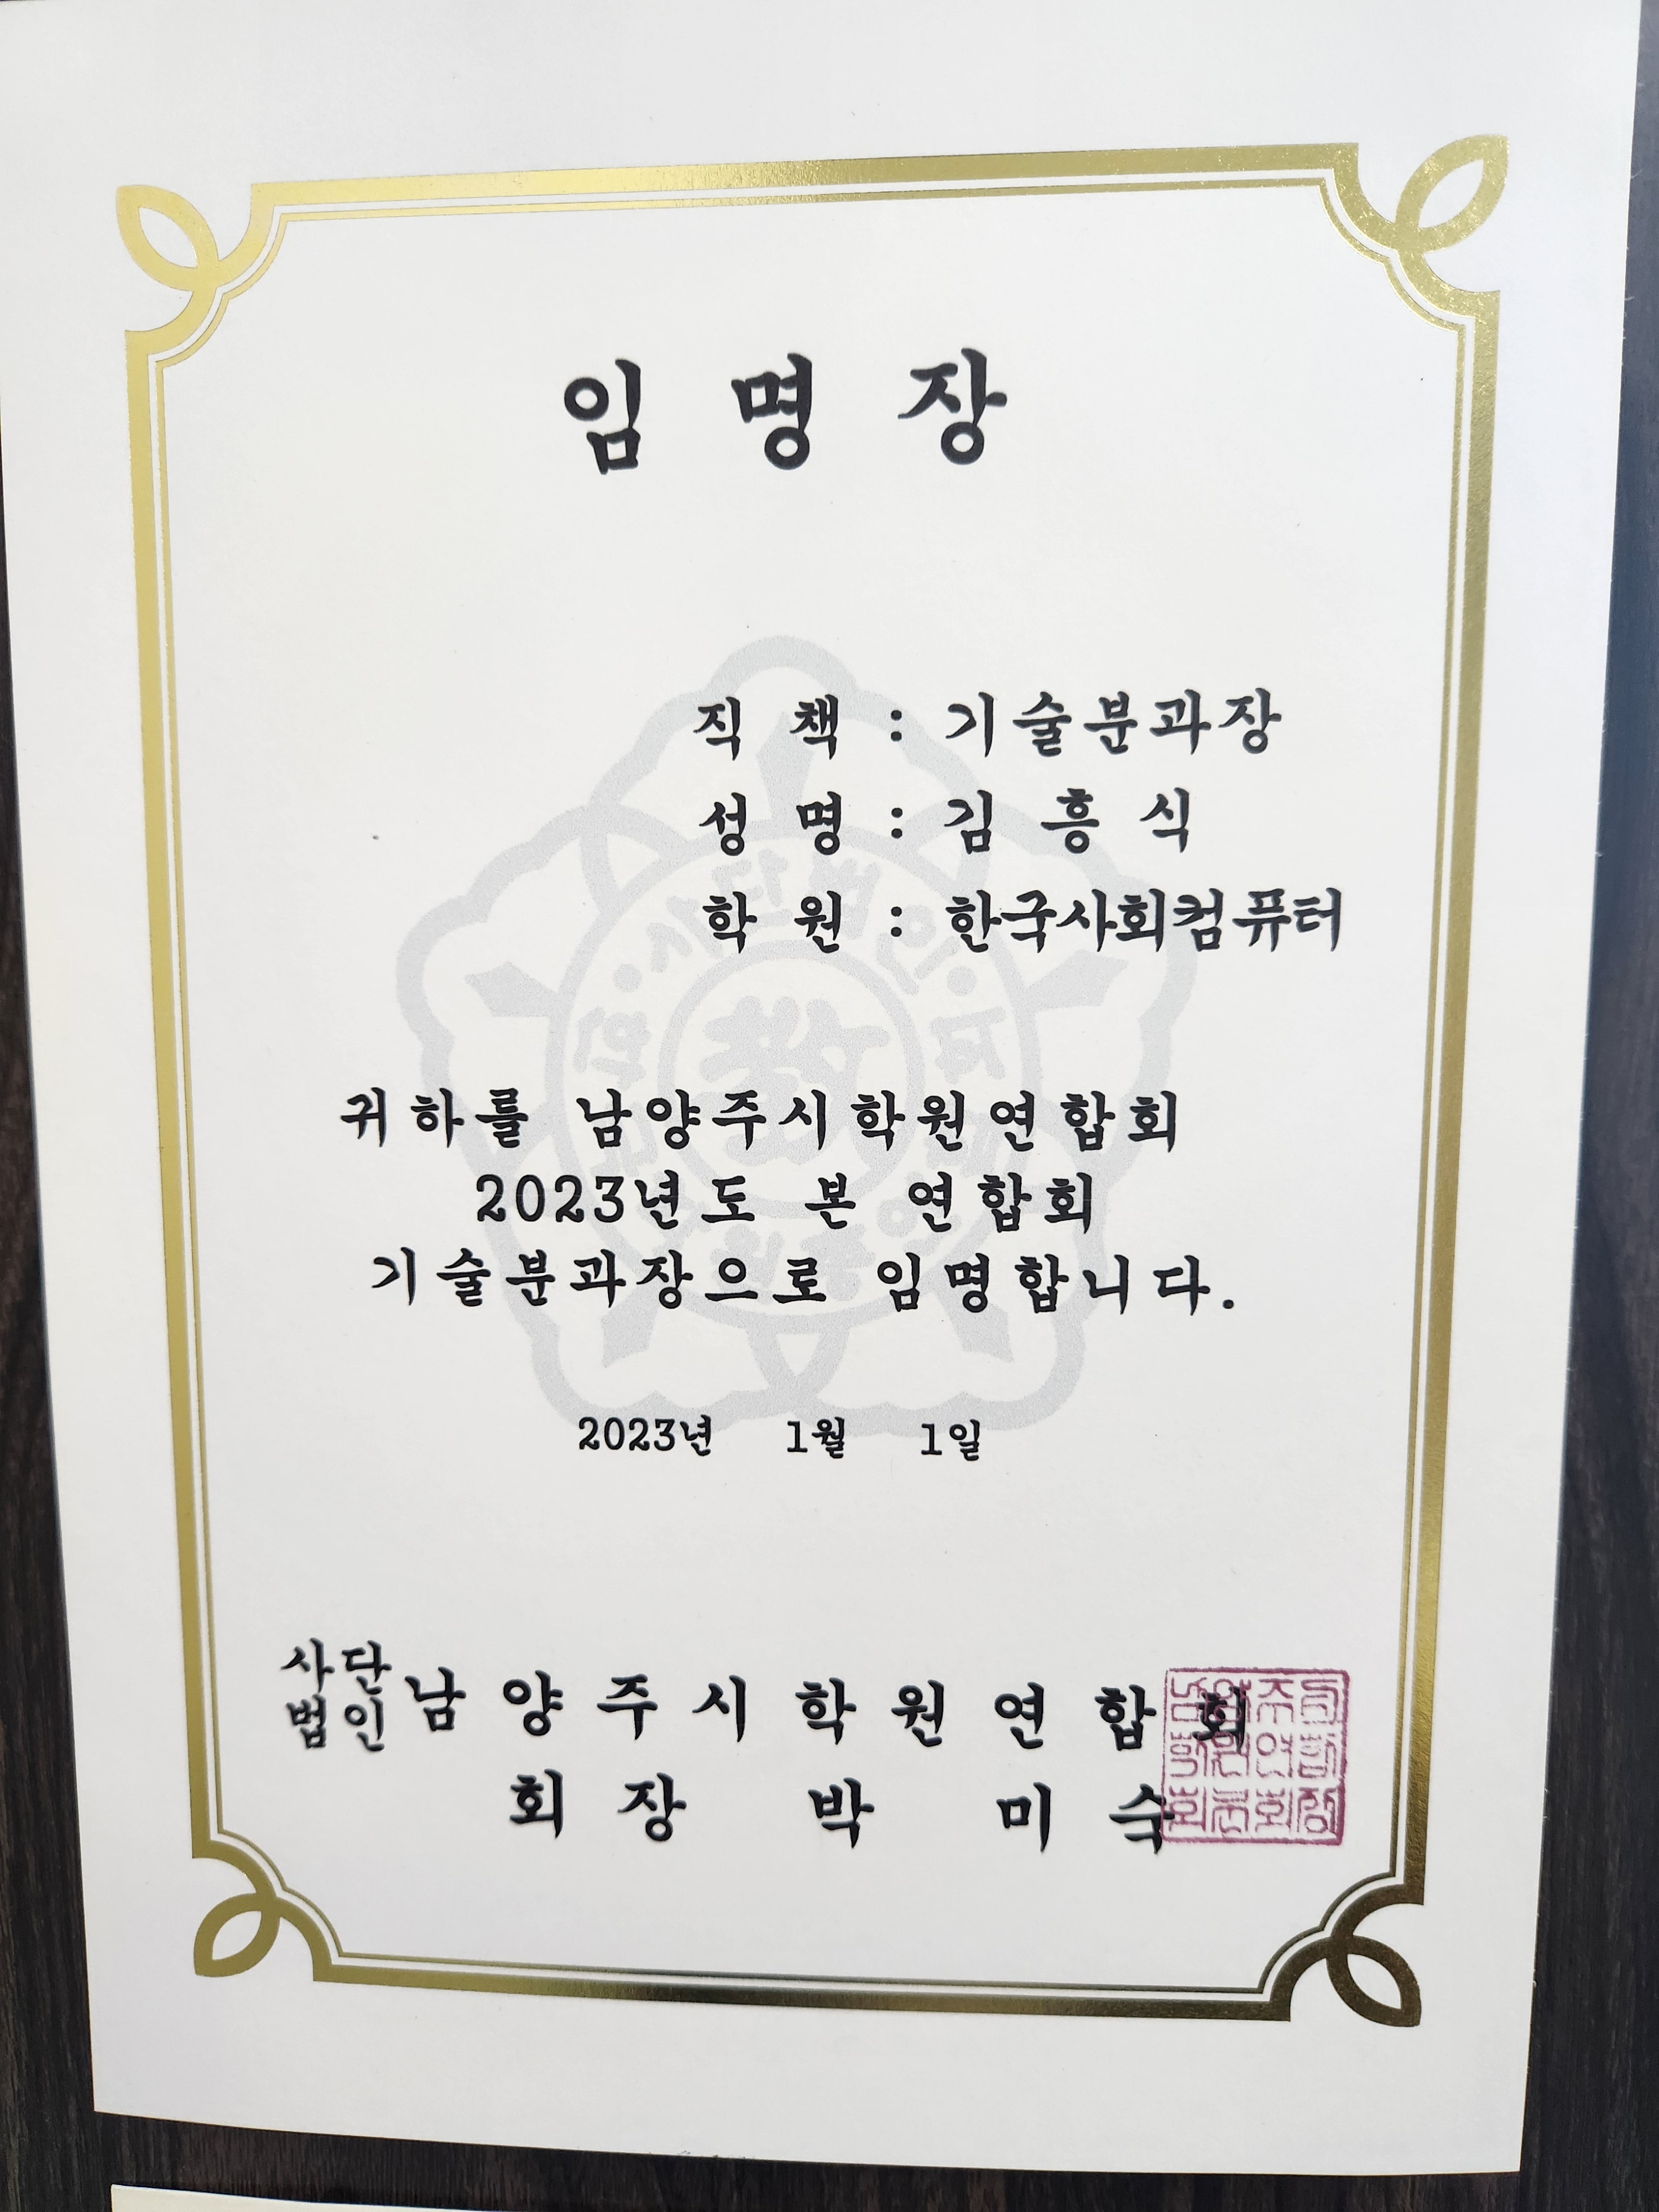 임 명 장
직 책 : 기술분과장
성 명 : 김 흥 식
학 원 : 한국사회컴퓨터
귀하를 남양주시학원연합회
2023년도 본 연합회
기술분과장으로 임명합니다.
2023년 1월 1일
사단법인 남양주시학원연합회
회장 박 미 숙